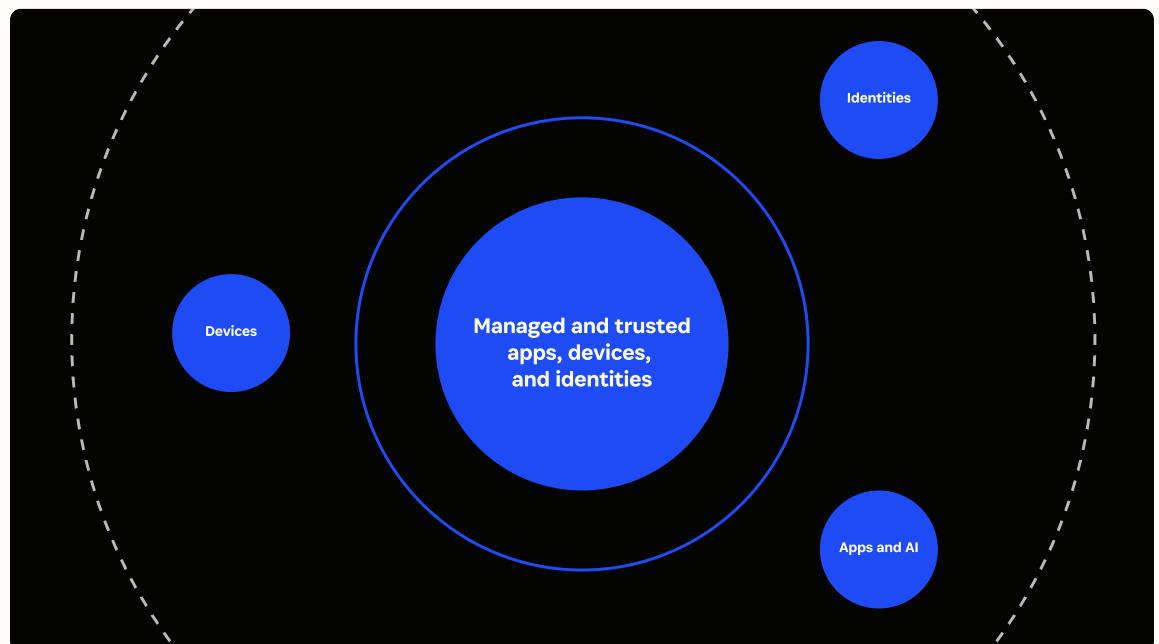 Identities
Managed and trusted
apps, devices,
and identities
Devices
Apps and AI